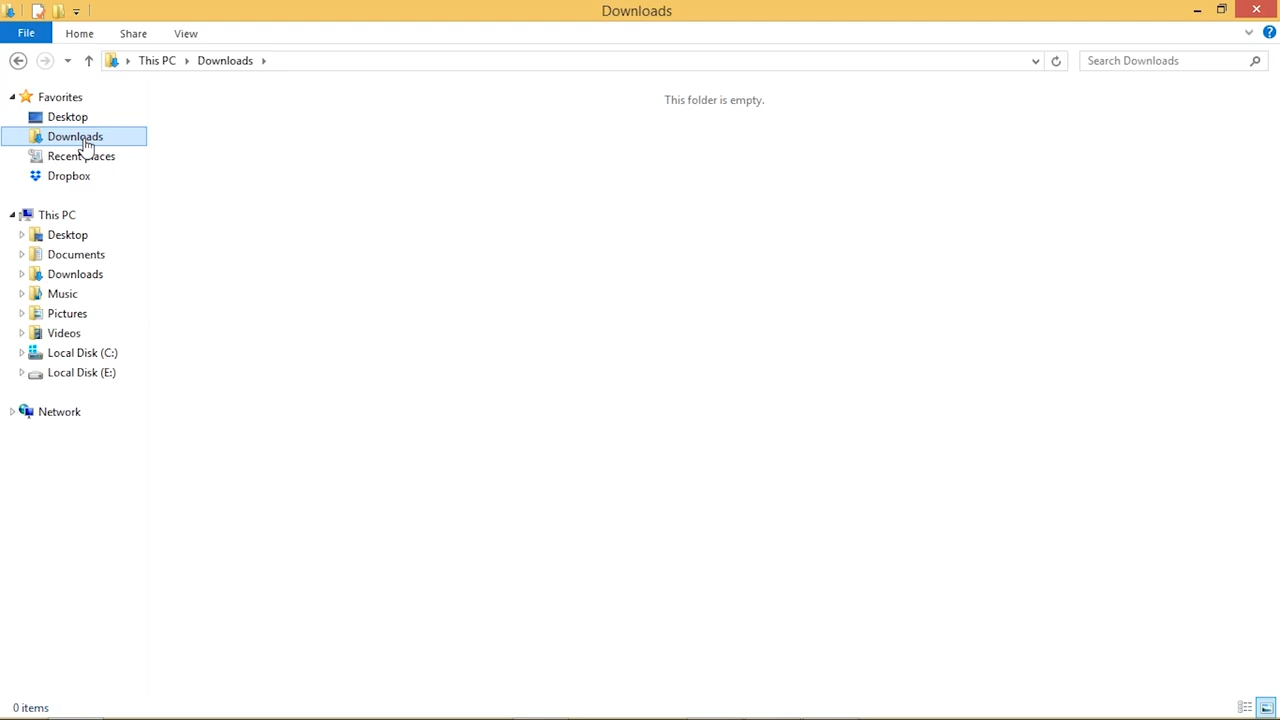 Downloads
File Home Share View
This PC Downloads
Search Downloads
Favorites
Desktop
Downloads
Recent places
Dropbox
This PC
Desktop
Documents
Downloads
Music
Pictures
Videos
Local Disk (C:)
Local Disk (E:)
Network
This folder is empty.
0 items